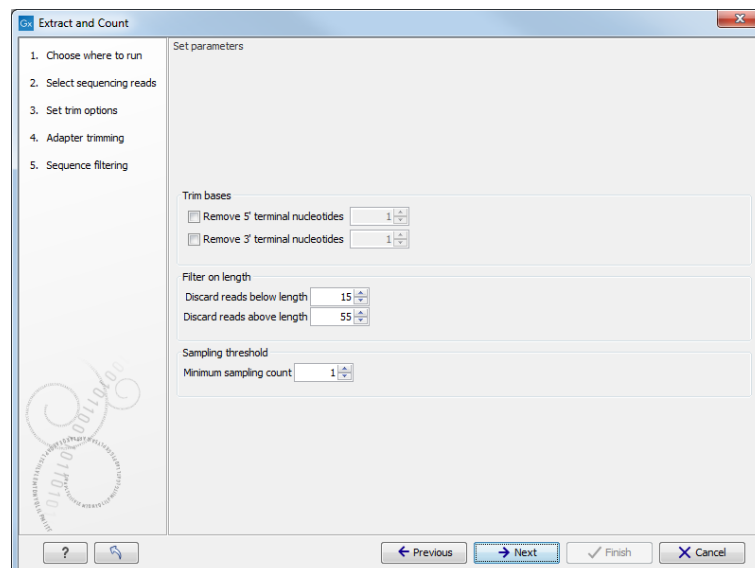 Gx Extract and Count
x
1. Choose where to run
2. Select sequencing reads
3. Set trim options
4. Adapter trimming
5. Sequence filtering
Set parameters
Trim bases
Remove 5' terminal nucleotides 1
Remove 3' terminal nucleotides 1
Filter on length
Discard reads below length 15
Discard reads above length 55
Sampling threshold
Minimum sampling count 1
? Previous Next Finish Cancel